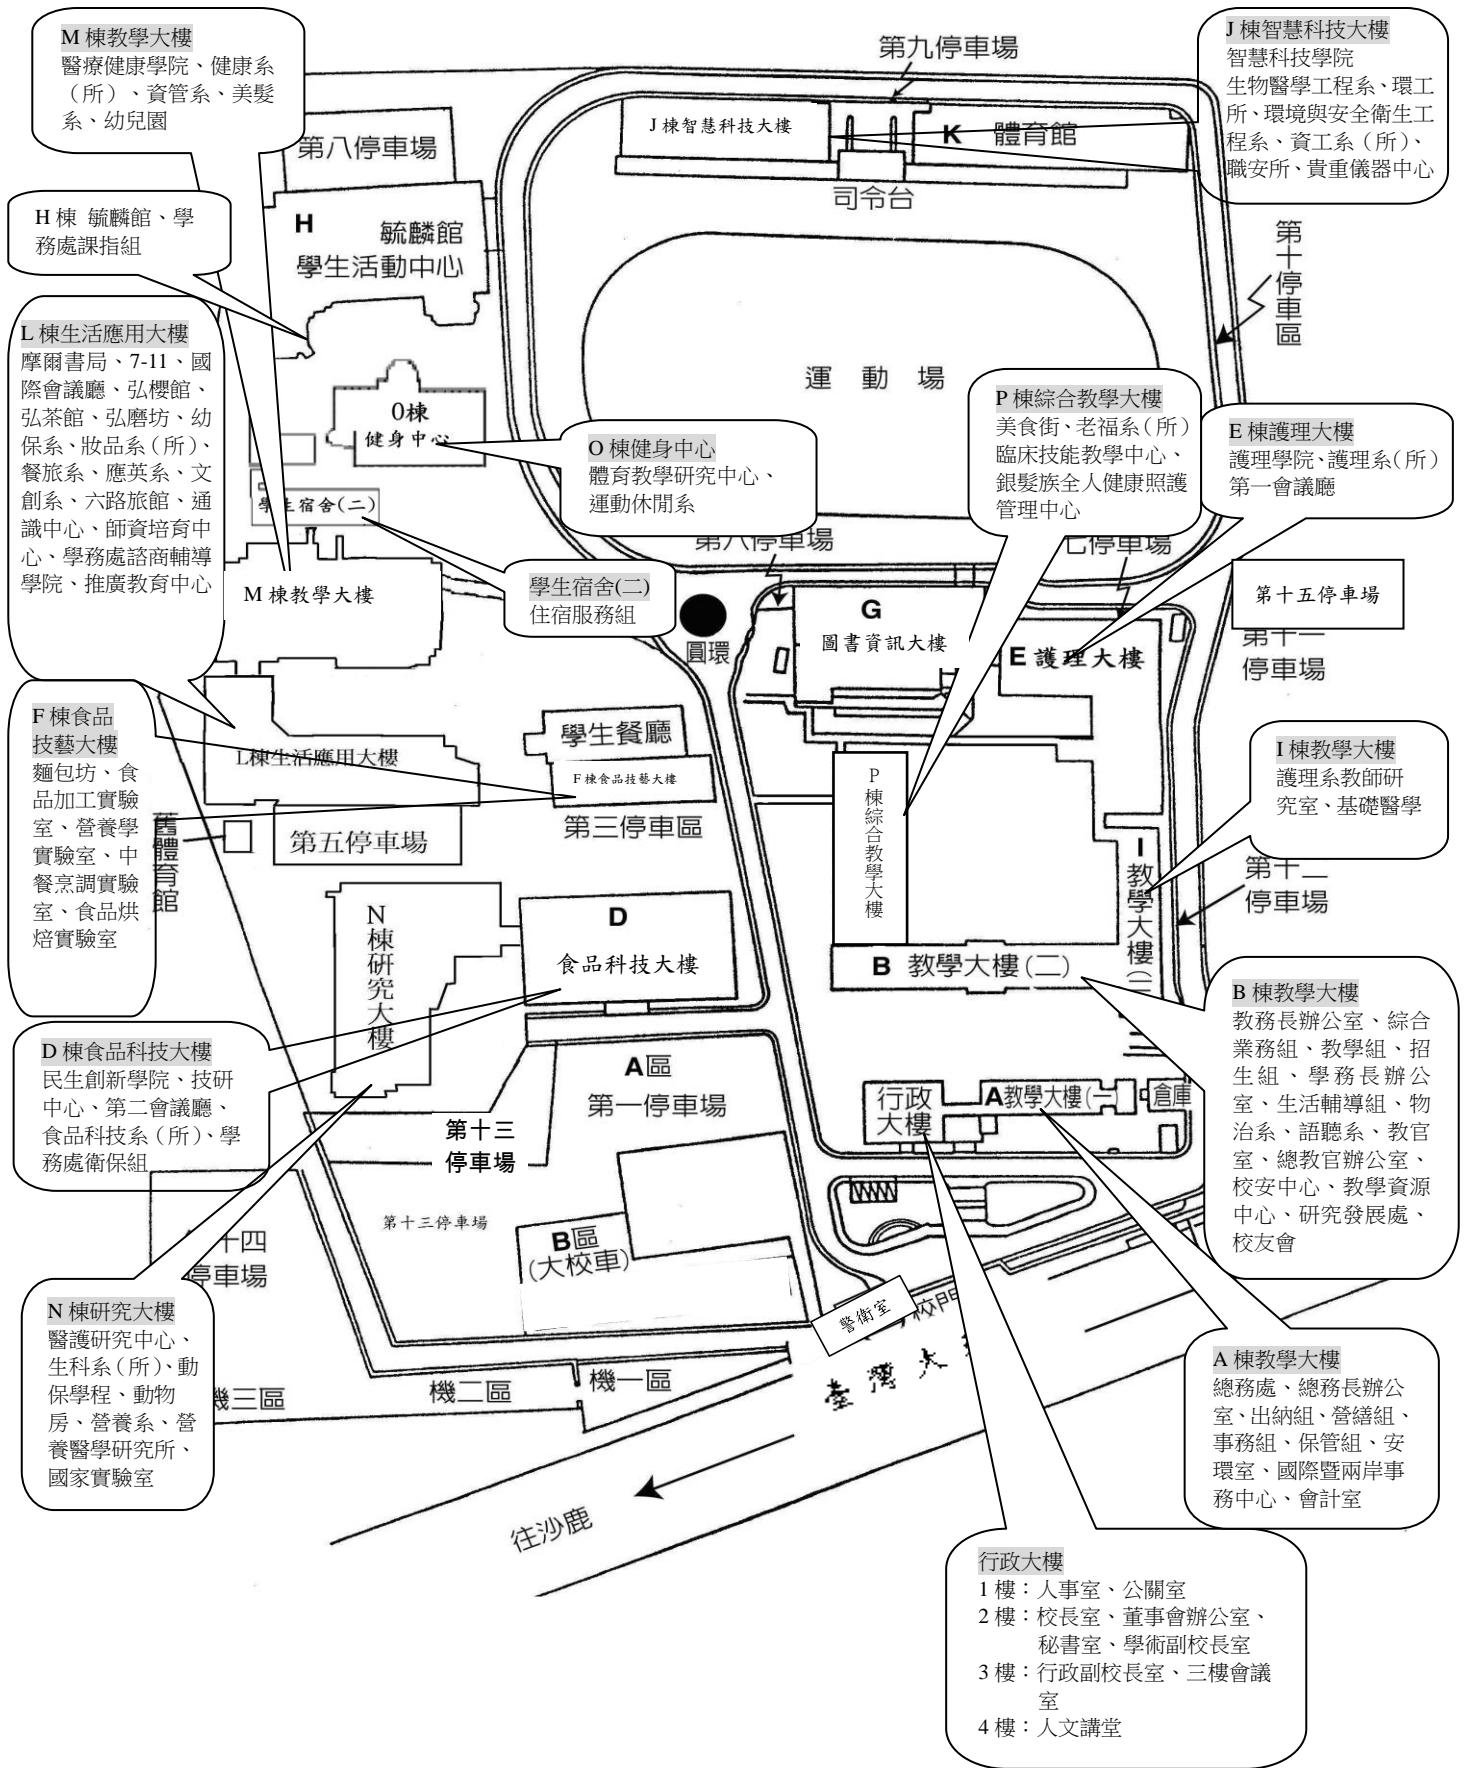 M 棟教學大樓
醫療健康學院、健康系
（所）、資管系、美髮
系、幼兒園
第九停車場
J 棟智慧科技大樓
智慧科技學院
生物醫學工程系、環工
所、環境與安全衛生工
程系、資工系（所）、
職安所、貴重儀器中心
J 棟智慧科技大樓
K 體育館
司令台
第八停車場
H 棟 毓麟館、學
務處課指組
H 毓麟館
學生活動中心
第十停車區
L 棟生活應用大樓
摩爾書局、7-11、國
際會議廳、弘櫻館、
弘茶館、弘磨坊、幼
保系、妝品系（所）、
餐旅系、應英系、文
創系、六路旅館、通
識中心、師資培育中
心、學務處諮商輔導
學院、推廣教育中心
運 動 場
O棟
健身中心
O 棟健身中心
體育教學研究中心、
運動休閒系
P 棟綜合教學大樓
美食街、老福系（所）
臨床技能教學中心、
銀髮族全人健康照護
管理中心
E 棟護理大樓
護理學院、護理系（所）
第一會議廳
學生宿舍(二)
第八停車場
七停車場
學生宿舍(二)
住宿服務組
M 棟教學大樓
圓環
G
圖書資訊大樓
E 護理大樓
第十五停車場
第十一
停車場
F 棟食品
技藝大樓
麵包坊、食
品加工實驗
室、營養學
實驗室、中
餐烹調實驗
室、食品烘
焙實驗室
L棟生活應用大樓
學生餐廳
F 棟食品技藝大樓
第三停車區
P棟綜合教學大樓
I 棟教學大樓
護理系教師研
究室、基礎醫學
舊體育館
第五停車場
I 教學大樓(
第十二
停車場
N棟研究大樓
D
食品科技大樓
B 教學大樓(二)
B 棟教學大樓
教務長辦公室、綜合
業務組、教學組、招
生組、學務長辦公
室、生活輔導組、物
治系、語聽系、教官
室、總教官辦公室、
校安中心、教學資源
中心、研究發展處、
校友會
D 棟食品科技大樓
民生創新學院、技研
中心、第二會議廳、
食品科技系（所）、學
務處衛保組
A區
第一停車場
第十三
停車場
行政
大樓
A教學大樓(一)
倉庫
第十三停車場
十四
停車場
B區
(大校車)
N 棟研究大樓
醫護研究中心、
生科系（所）、動
保學程、動物
房、營養系、營
養醫學研究所、
國家實驗室
警衛室
校門
臺灣大
機三區
機二區
機一區
往沙鹿
A 棟教學大樓
總務處、總務長辦公
室、出納組、營繕組、
事務組、保管組、安
環室、國際暨兩岸事
務中心、會計室
行政大樓
1 樓：人事室、公關室
2 樓：校長室、董事會辦公室、
秘書室、學術副校長室
3 樓：行政副校長室、三樓會議
室
4 樓：人文講堂